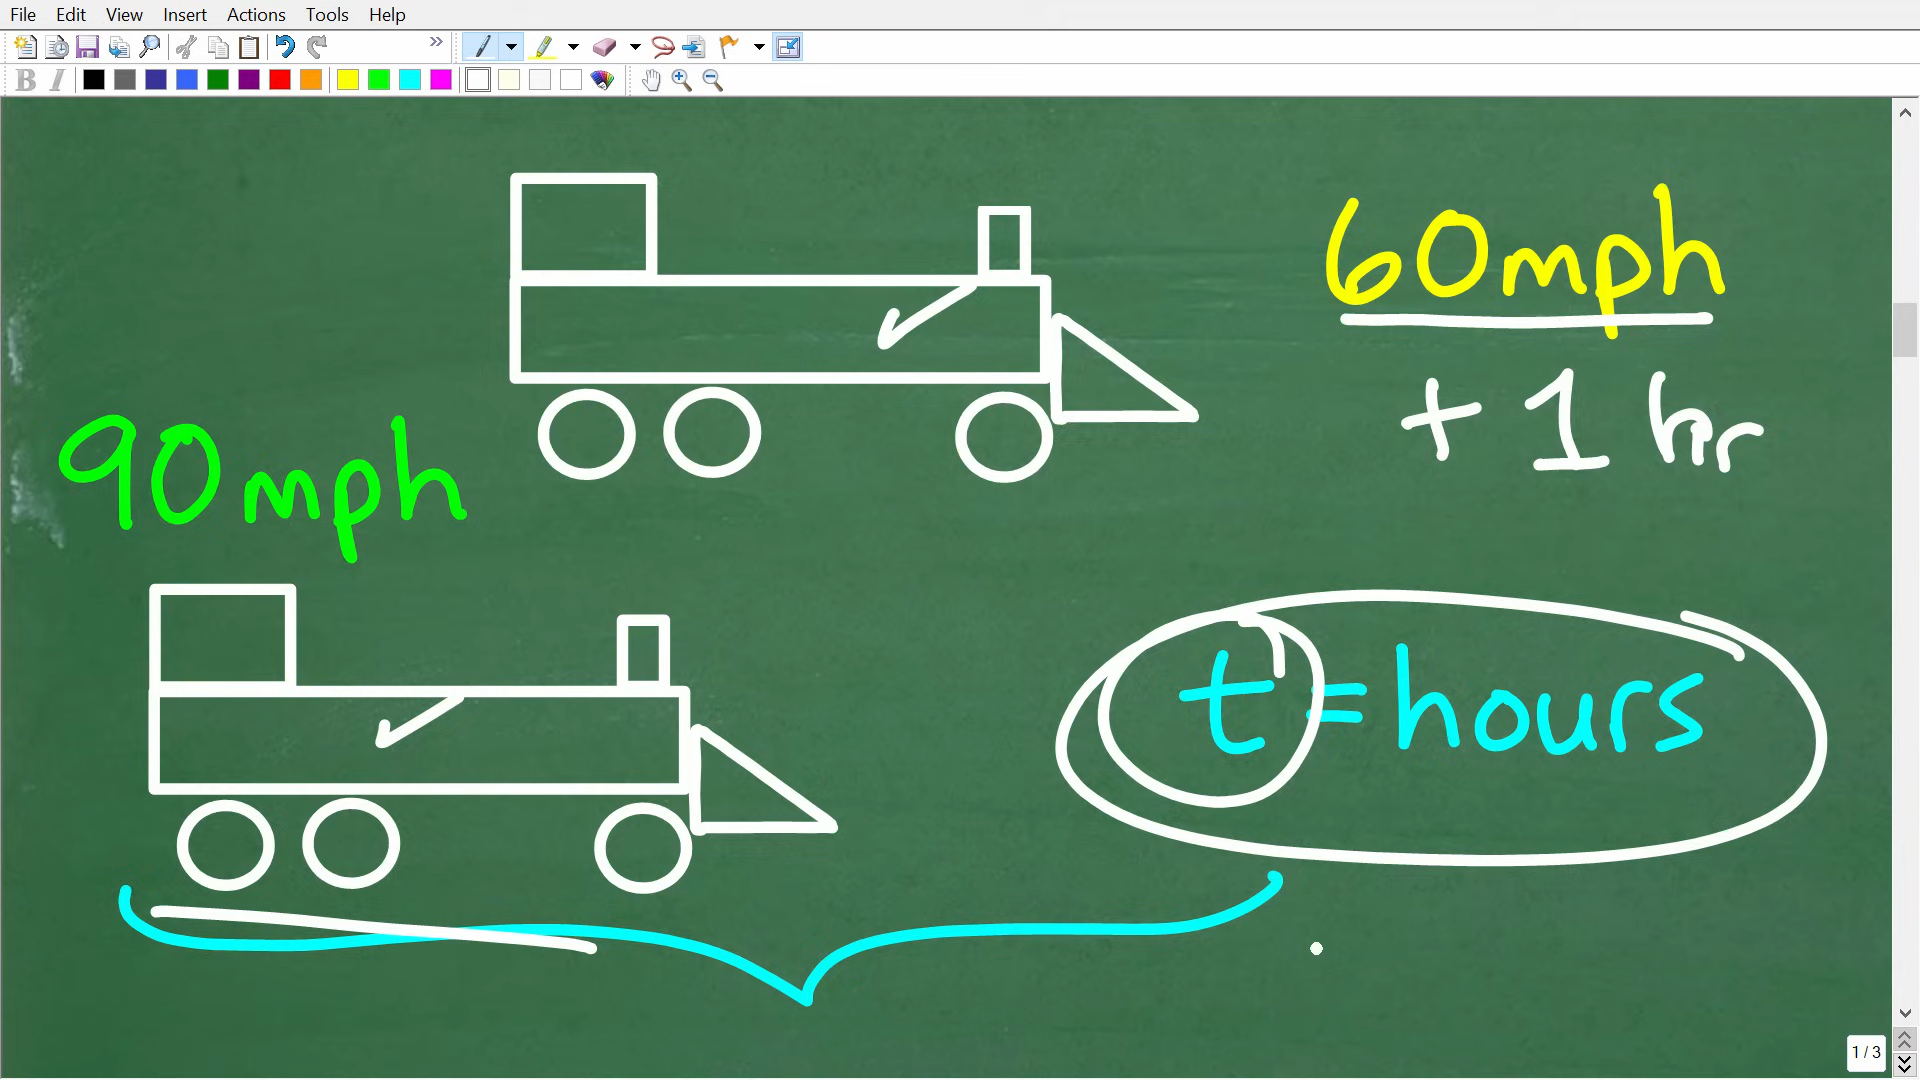 File Edit View Insert Actions Tools Help
B I
60mph
+ 1 hr
90mph
t = hours
1 / 3